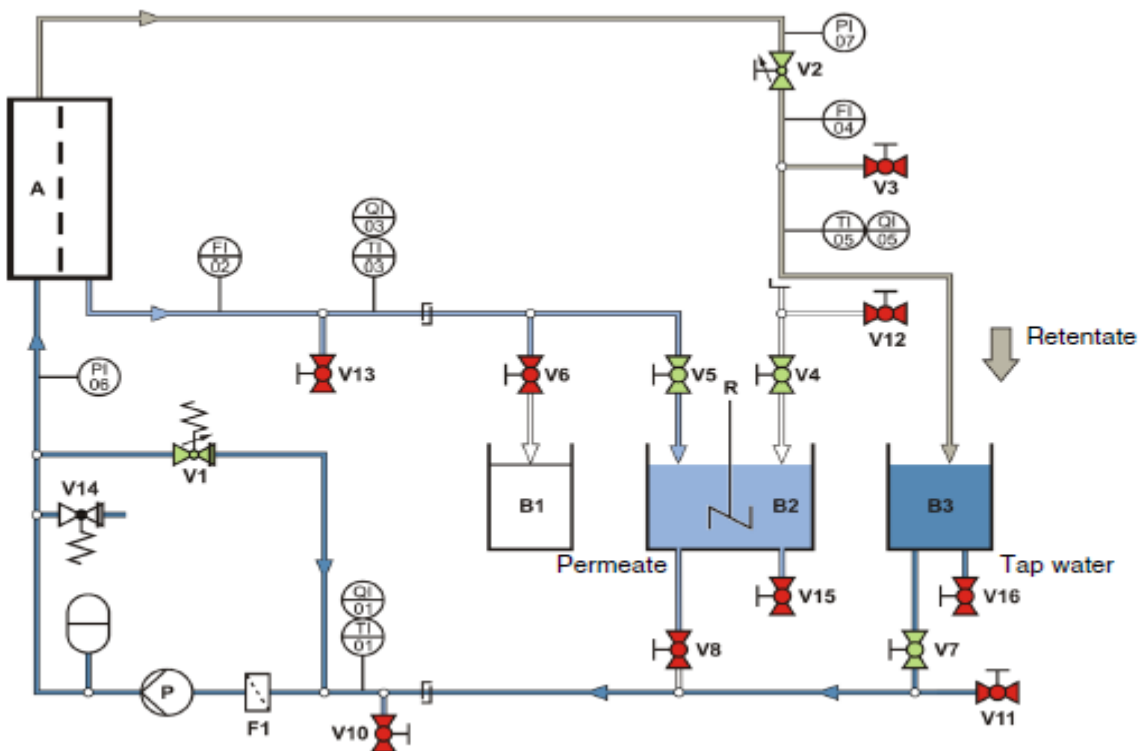 PI
07
V2
FI
04
V3
A
QI
03
TI
03
FI
02
TI
05
QI
05
V12
Retentate
PI
06
V13
V6
V5
V4
R
V1
V14
B1
B2
B3
Permeate
Tap water
QI
01
TI
01
V15
V16
V8
V7
P
F1
V10
V11